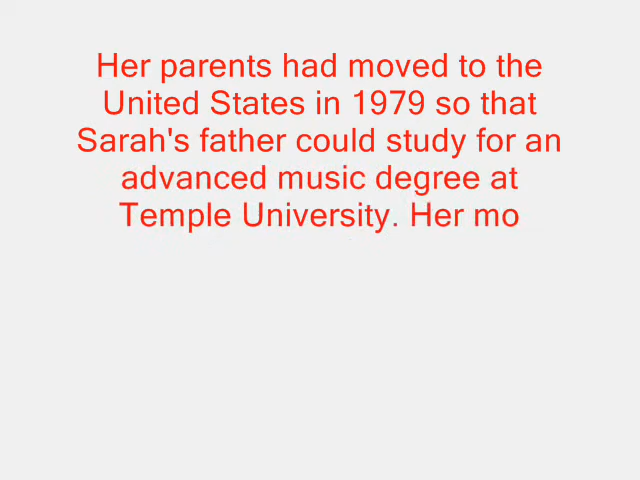 Her parents had moved to the
United States in 1979 so that
Sarah's father could study for an
advanced music degree at
Temple University. Her mo